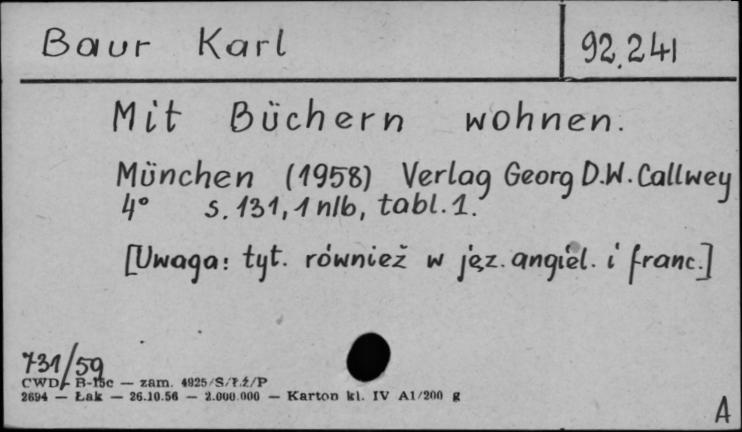 Baur Karl
92.241
Mit Büchern wohnen.
München (1958) Verlag Georg D.W. Callwey
4° s. 131, 1 nlb, tabl. 1.
[Uwaga: tyt. również w jęz. angiel. i franc.]
731/59
CWD, B-15c — zam. 4925/S/Ł.Ż/P
2694 — Łak — 26.10.56 — 2.000.000 — Karton kl. IV A1/200 g
A